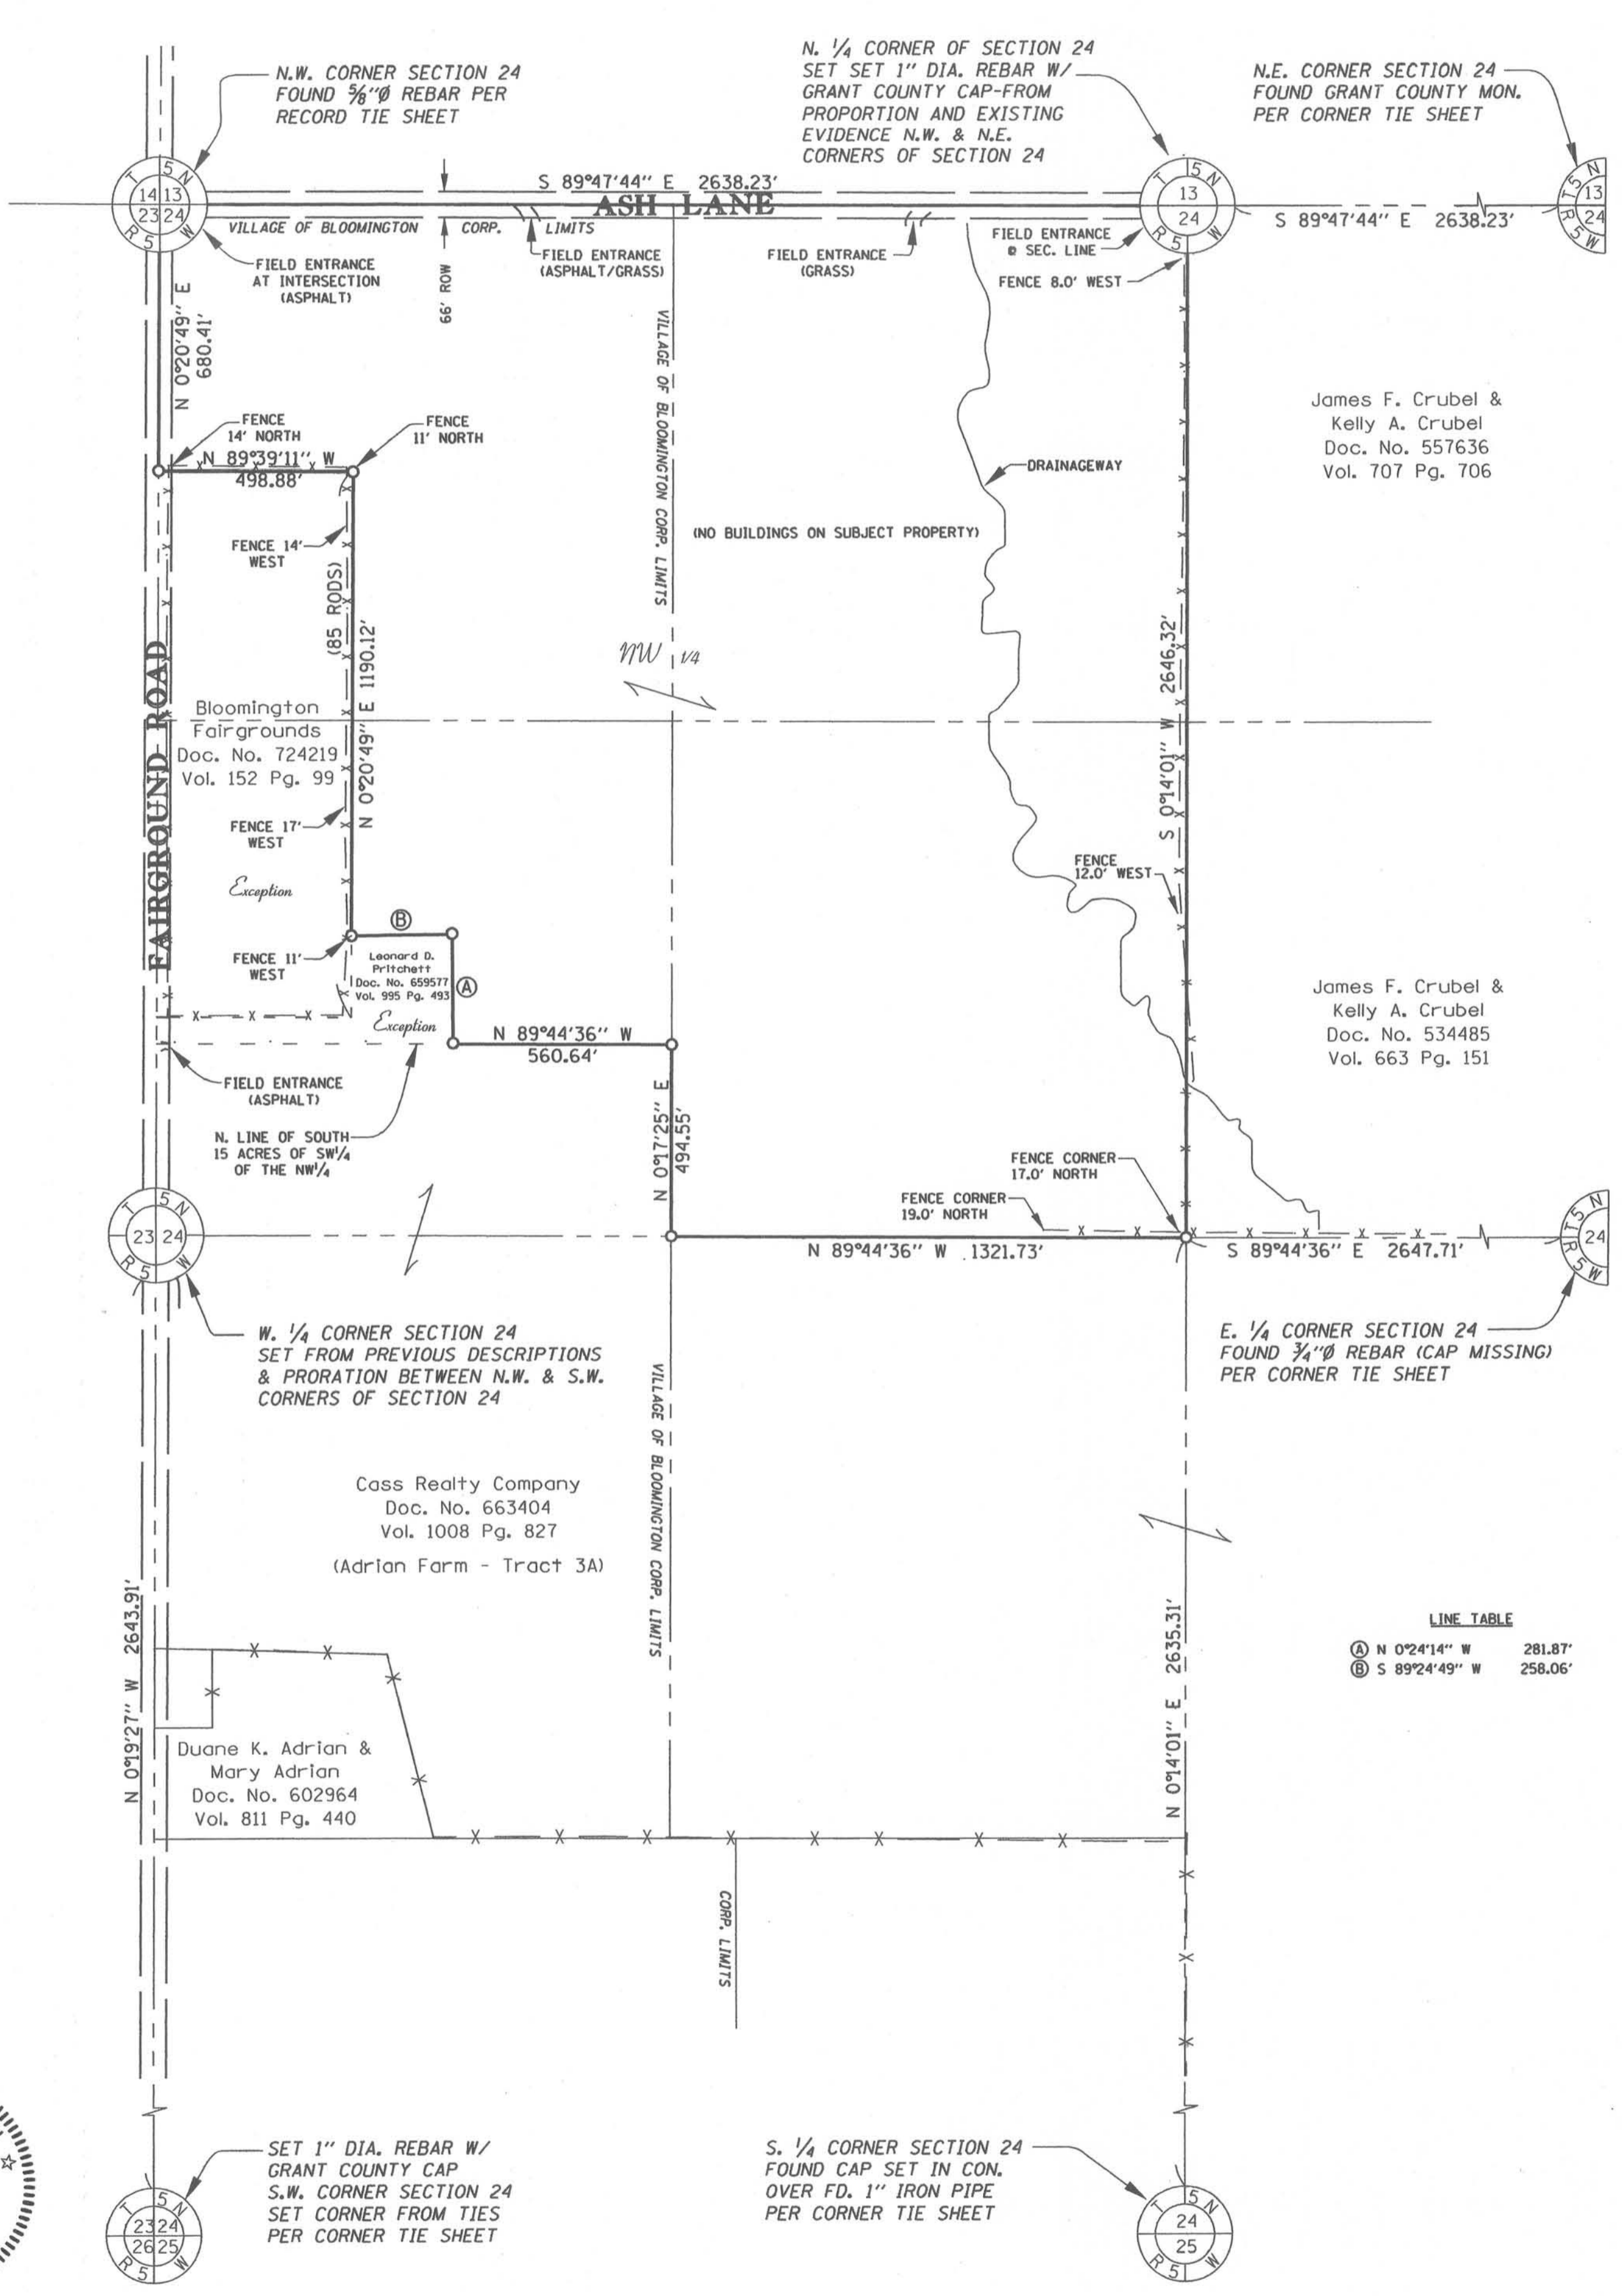 N.W. CORNER SECTION 24
FOUND 5/8"Ø REBAR PER
RECORD TIE SHEET
N. 1/4 CORNER OF SECTION 24
SET SET 1" DIA. REBAR W/
GRANT COUNTY CAP-FROM
PROPORTION AND EXISTING
EVIDENCE N.W. & N.E.
CORNERS OF SECTION 24
N.E. CORNER SECTION 24
FOUND GRANT COUNTY MON.
PER CORNER TIE SHEET
T 5 N
14 13
23 24
R 5 W
S 89°47'44" E 2638.23'
ASH LANE
VILLAGE OF BLOOMINGTON CORP. LIMITS
T 5 N
13
24
R 5 W
S 89°47'44" E 2638.23'
T 5 N
13
24
R 5 W
FIELD ENTRANCE
AT INTERSECTION
(ASPHALT)
66' ROW
FIELD ENTRANCE
(ASPHALT/GRASS)
FIELD ENTRANCE
(GRASS)
FIELD ENTRANCE
@ SEC. LINE
FENCE 8.0' WEST
N 0°20'49" E
680.41'
VILLAGE OF BLOOMINGTON CORP. LIMITS
James F. Crubel &
Kelly A. Crubel
Doc. No. 557636
Vol. 707 Pg. 706
FENCE
14' NORTH
FENCE
11' NORTH
N 89°39'11" W
498.88'
DRAINAGEWAY
(NO BUILDINGS ON SUBJECT PROPERTY)
FENCE 14'
WEST
(85 RODS)
N 0°20'49" E 1190.12'
NW 1/4
S 0°14'01" W 2646.32'
FAIRGROUND ROAD
Bloomington
Fairgrounds
Doc. No. 724219
Vol. 152 Pg. 99
FENCE 17'
WEST
Exception
FENCE
12.0' WEST
B
FENCE 11'
WEST
Leonard D.
Pritchett
Doc. No. 659577
Vol. 995 Pg. 493
A
Exception
James F. Crubel &
Kelly A. Crubel
Doc. No. 534485
Vol. 663 Pg. 151
N 89°44'36" W
560.64'
FIELD ENTRANCE
(ASPHALT)
N. LINE OF SOUTH
15 ACRES OF SW1/4
OF THE NW1/4
N 0°17'25" E
494.55'
FENCE CORNER
17.0' NORTH
FENCE CORNER
19.0' NORTH
T 5 N
23 24
R 5 W
N 89°44'36" W 1321.73'
S 89°44'36" E 2647.71'
T 5 N
24
R 5 W
W. 1/4 CORNER SECTION 24
SET FROM PREVIOUS DESCRIPTIONS
& PRORATION BETWEEN N.W. & S.W.
CORNERS OF SECTION 24
E. 1/4 CORNER SECTION 24
FOUND 3/4"Ø REBAR (CAP MISSING)
PER CORNER TIE SHEET
VILLAGE OF BLOOMINGTON CORP. LIMITS
Cass Realty Company
Doc. No. 663404
Vol. 1008 Pg. 827
(Adrian Farm - Tract 3A)
N 0°19'27" W 2643.91'
N 0°14'01" E 2635.31'
LINE TABLE
A N 0°24'14" W 281.87'
B S 89°24'49" W 258.06'
Duane K. Adrian &
Mary Adrian
Doc. No. 602964
Vol. 811 Pg. 440
CORP. LIMITS
SET 1" DIA. REBAR W/
GRANT COUNTY CAP
S.W. CORNER SECTION 24
SET CORNER FROM TIES
PER CORNER TIE SHEET
S. 1/4 CORNER SECTION 24
FOUND CAP SET IN CON.
OVER FD. 1" IRON PIPE
PER CORNER TIE SHEET
T 5 N
23 24
26 25
R 5 W
T 5 N
24
25
R 5 W